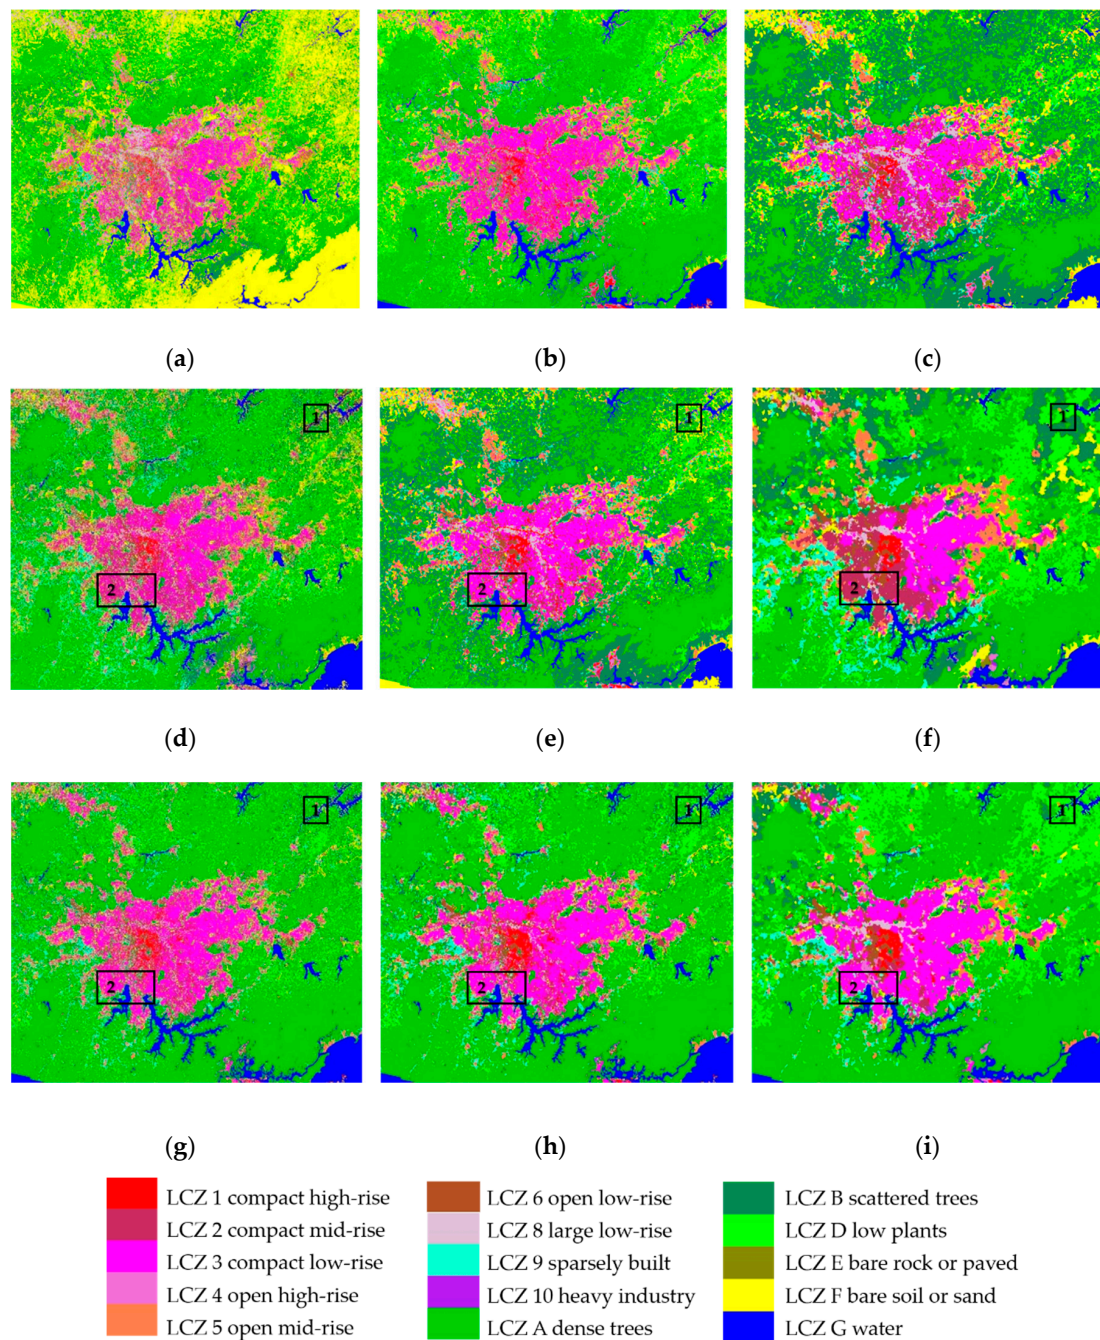 (a) (b) (c)
1 1 1
2 2 2
(d) (e) (f)
1 1 1
2 2 2
(g) (h) (i)
LCZ 1 compact high-rise
LCZ 2 compact mid-rise
LCZ 3 compact low-rise
LCZ 4 open high-rise
LCZ 5 open mid-rise
LCZ 6 open low-rise
LCZ 8 large low-rise
LCZ 9 sparsely built
LCZ 10 heavy industry
LCZ A dense trees
LCZ B scattered trees
LCZ D low plants
LCZ E bare rock or paved
LCZ F bare soil or sand
LCZ G water